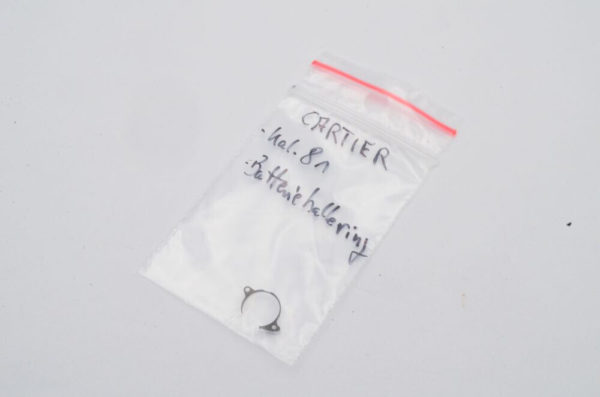 CARTIER
-Kal. 81
-Batteriehaltering